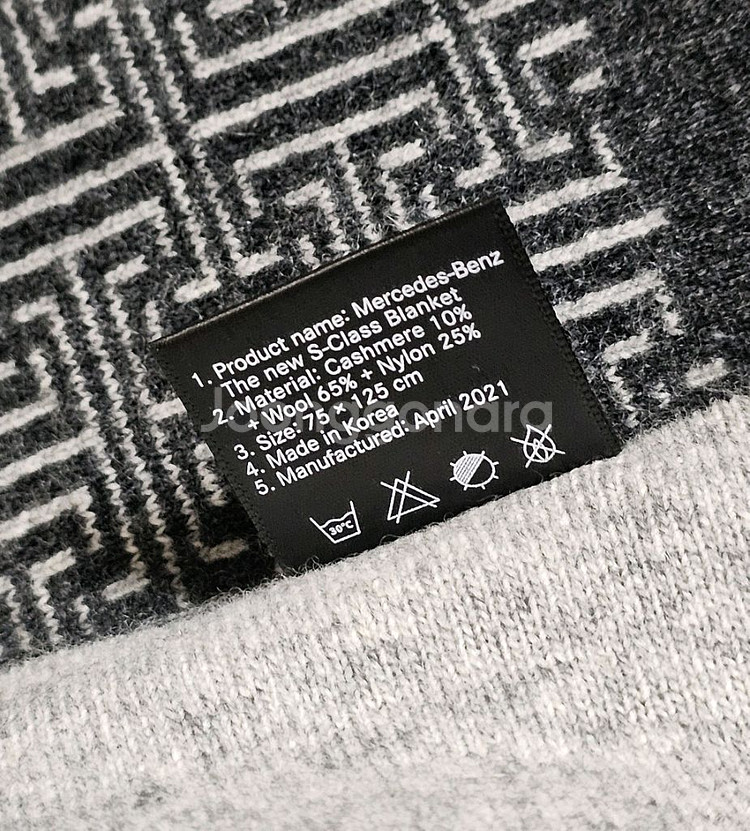 1. Product name: Mercedes-Benz
The new S-Class Blanket
2. Material: Cashmere 10%
+ Wool 65% + Nylon 25%
3. Size: 75 × 125 cm
4. Made in Korea
5. Manufactured: April 2021
30°C
Joongonara